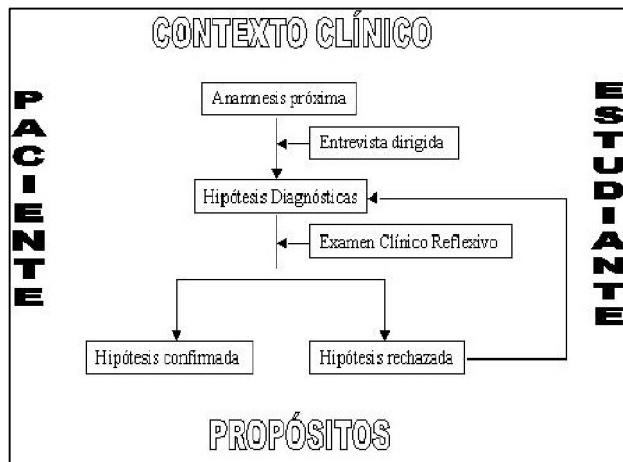 CONTEXTO CLÍNICO
PACIENTE
ESTUDIANTE
Anamnesis próxima
Entrevista dirigida
Hipótesis Diagnósticas
Examen Clínico Reflexivo
Hipótesis confirmada
Hipótesis rechazada
PROPÓSITOS